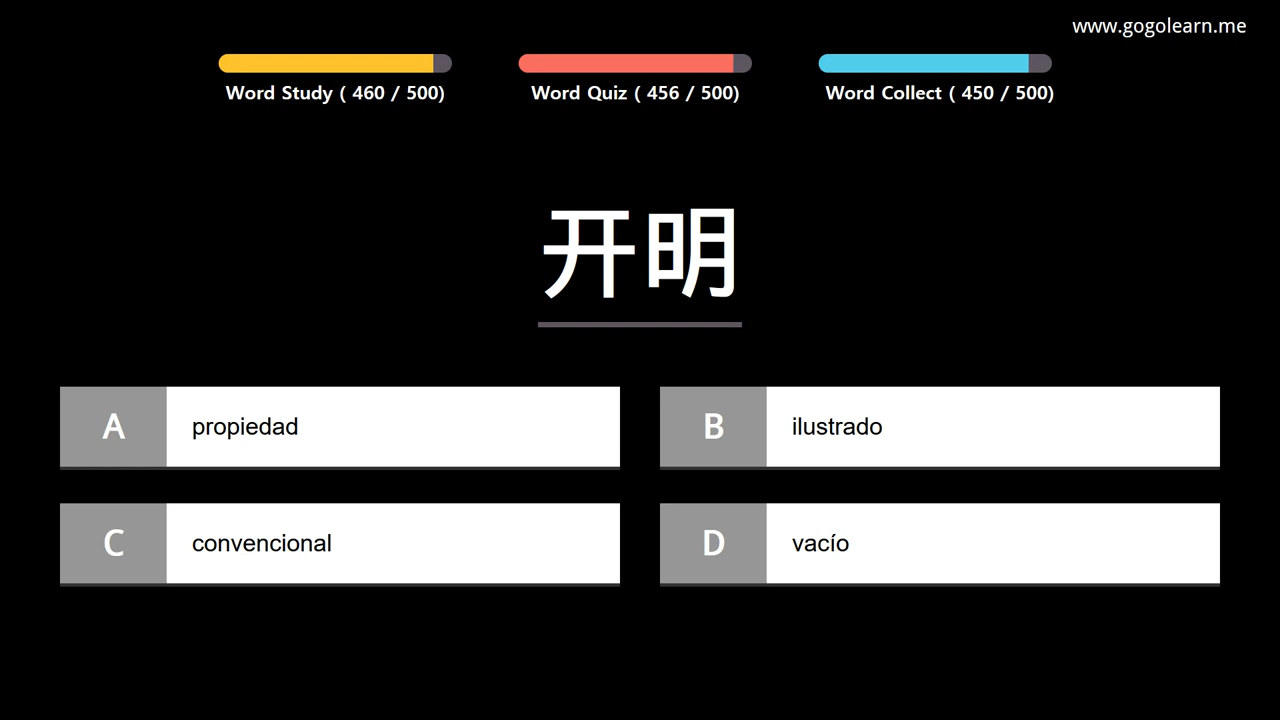 www.gogolearn.me
Word Study ( 460 / 500)
Word Quiz ( 456 / 500)
Word Collect ( 450 / 500)
开明
A propiedad
B ilustrado
C convencional
D vacío